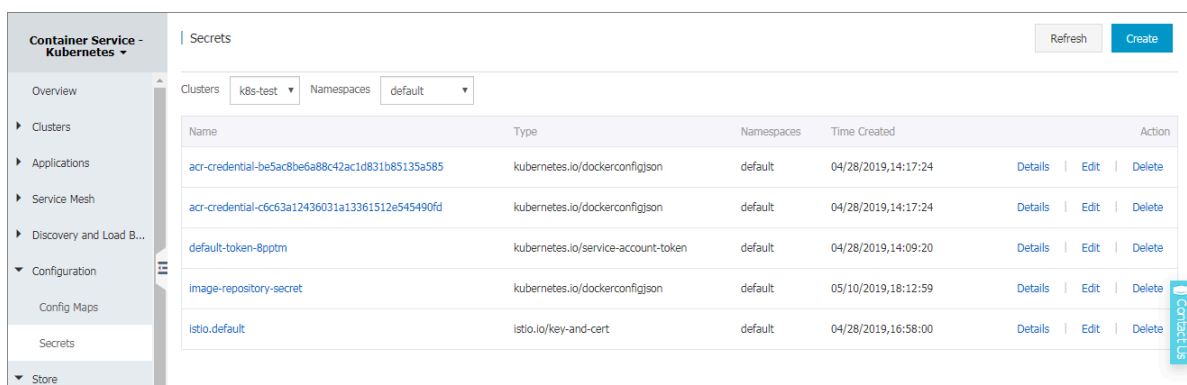 Container Service -
Kubernetes
Overview
Clusters
Applications
Service Mesh
Discovery and Load B...
Configuration
Config Maps
Secrets
Store
Secrets
Refresh
Create
Clusters k8s-test Namespaces default
Name Type Namespaces Time Created Action
acr-credential-be5ac8be6a88c42ac1d831b85135a585 kubernetes.io/dockerconfigjson default 04/28/2019,14:17:24 Details | Edit | Delete
acr-credential-c6c63a12436031a13361512e545490fd kubernetes.io/dockerconfigjson default 04/28/2019,14:17:24 Details | Edit | Delete
default-token-8pptm kubernetes.io/service-account-token default 04/28/2019,14:09:20 Details | Edit | Delete
image-repository-secret kubernetes.io/dockerconfigjson default 05/10/2019,18:12:59 Details | Edit | Delete
istio.default istio.io/key-and-cert default 04/28/2019,16:58:00 Details | Edit | Delete
Contact Us